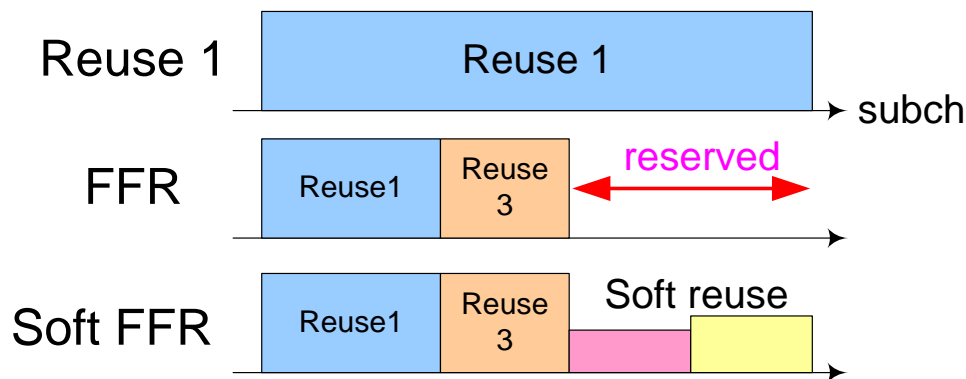 Reuse 1
Reuse 1
subch
FFR
Reuse1
Reuse
3
reserved
Soft FFR
Reuse1
Reuse
3
Soft reuse